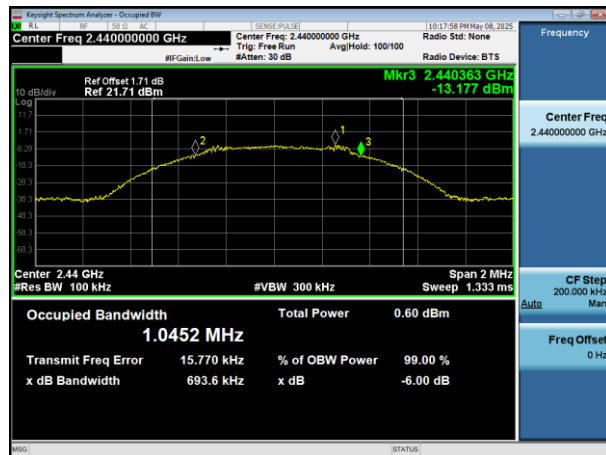 Keysight Spectrum Analyzer - Occupied BW
RL RF 50 Ω AC SENSE:PULSE 10:17:58 PM May 08, 2025
Center Freq 2.440000000 GHz Center Freq: 2.440000000 GHz Radio Std: None Frequency
Trig: Free Run Avg|Hold: 100/100
#IFGain:Low #Atten: 30 dB Radio Device: BTS
Ref Offset 1.71 dB Mkr3 2.440363 GHz
10 dB/div Ref 21.71 dBm -13.177 dBm
Log
11.7
1.71
-8.29
-18.3
-28.3
-38.3
-48.3
-58.3
-68.3
2
1
3
Center Freq
2.440000000 GHz
Center 2.44 GHz Span 2 MHz
#Res BW 100 kHz #VBW 300 kHz Sweep 1.333 ms
CF Step
200.000 kHz
Auto Man
Occupied Bandwidth Total Power 0.60 dBm
1.0452 MHz
Freq Offset
0 Hz
Transmit Freq Error 15.770 kHz % of OBW Power 99.00 %
x dB Bandwidth 693.6 kHz x dB -6.00 dB
MSG STATUS